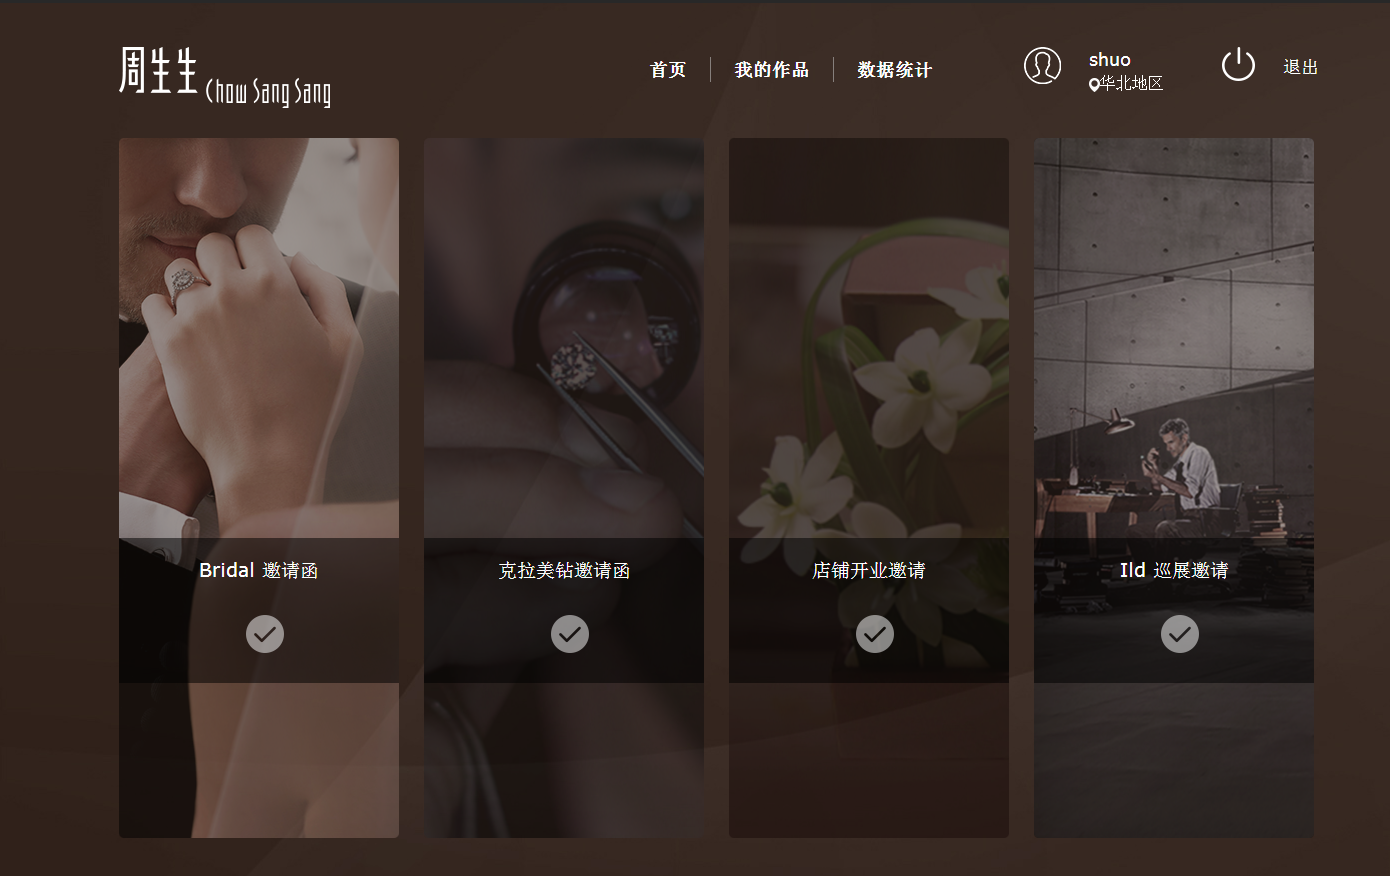 周生生 Chow Sang Sang
首页
我的作品
数据统计
shuo
华北地区
退出
Bridal 邀请函
克拉美钻邀请函
店铺开业邀请
Ild 巡展邀请